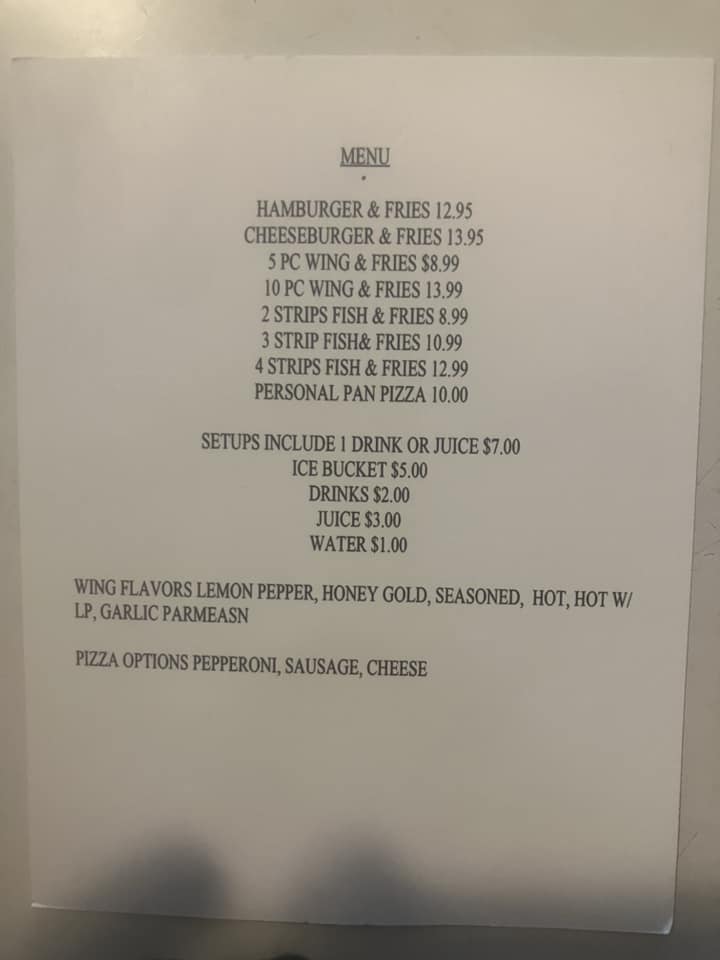 MENU
HAMBURGER & FRIES 12.95
CHEESEBURGER & FRIES 13.95
5 PC WING & FRIES $8.99
10 PC WING & FRIES 13.99
2 STRIPS FISH & FRIES 8.99
3 STRIP FISH& FRIES 10.99
4 STRIPS FISH & FRIES 12.99
PERSONAL PAN PIZZA 10.00
SETUPS INCLUDE 1 DRINK OR JUICE $7.00
ICE BUCKET $5.00
DRINKS $2.00
JUICE $3.00
WATER $1.00
WING FLAVORS LEMON PEPPER, HONEY GOLD, SEASONED,  HOT, HOT W/
LP, GARLIC PARMEASN
PIZZA OPTIONS PEPPERONI, SAUSAGE, CHEESE